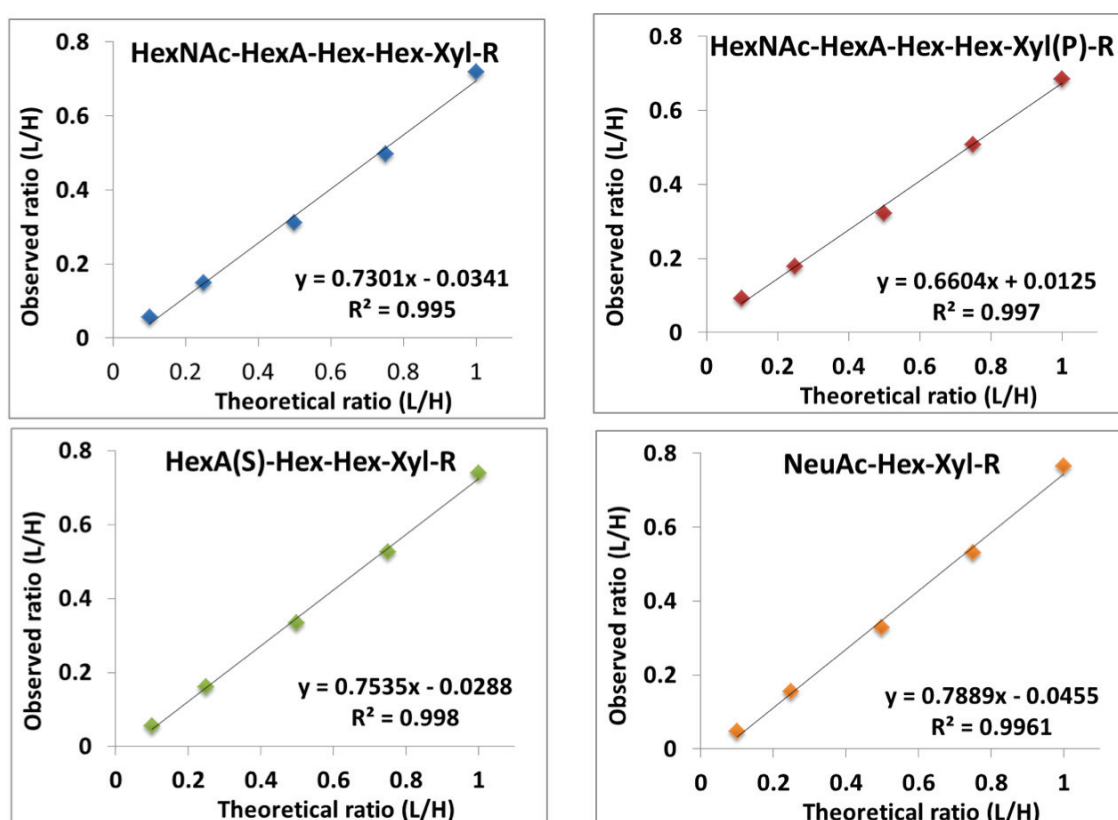 HexNAc-HexA-Hex-Hex-Xyl-R
Observed ratio (L/H)
0.8
0.6
0.4
0.2
0
y = 0.7301x - 0.0341
R² = 0.995
0 0.2 0.4 0.6 0.8 1
Theoretical ratio (L/H)
HexNAc-HexA-Hex-Hex-Xyl(P)-R
Observed ratio (L/H)
0.8
0.6
0.4
0.2
0
y = 0.6604x + 0.0125
R² = 0.997
0 0.2 0.4 0.6 0.8 1
Theoretical ratio (L/H)
HexA(S)-Hex-Hex-Xyl-R
Observed ratio (L/H)
0.8
0.6
0.4
0.2
0
y = 0.7535x - 0.0288
R² = 0.998
0 0.2 0.4 0.6 0.8 1
Theoretical ratio (L/H)
NeuAc-Hex-Xyl-R
Observed ratio (L/H)
0.8
0.6
0.4
0.2
0
y = 0.7889x - 0.0455
R² = 0.9961
0 0.2 0.4 0.6 0.8 1
Theoretical ratio (L/H)